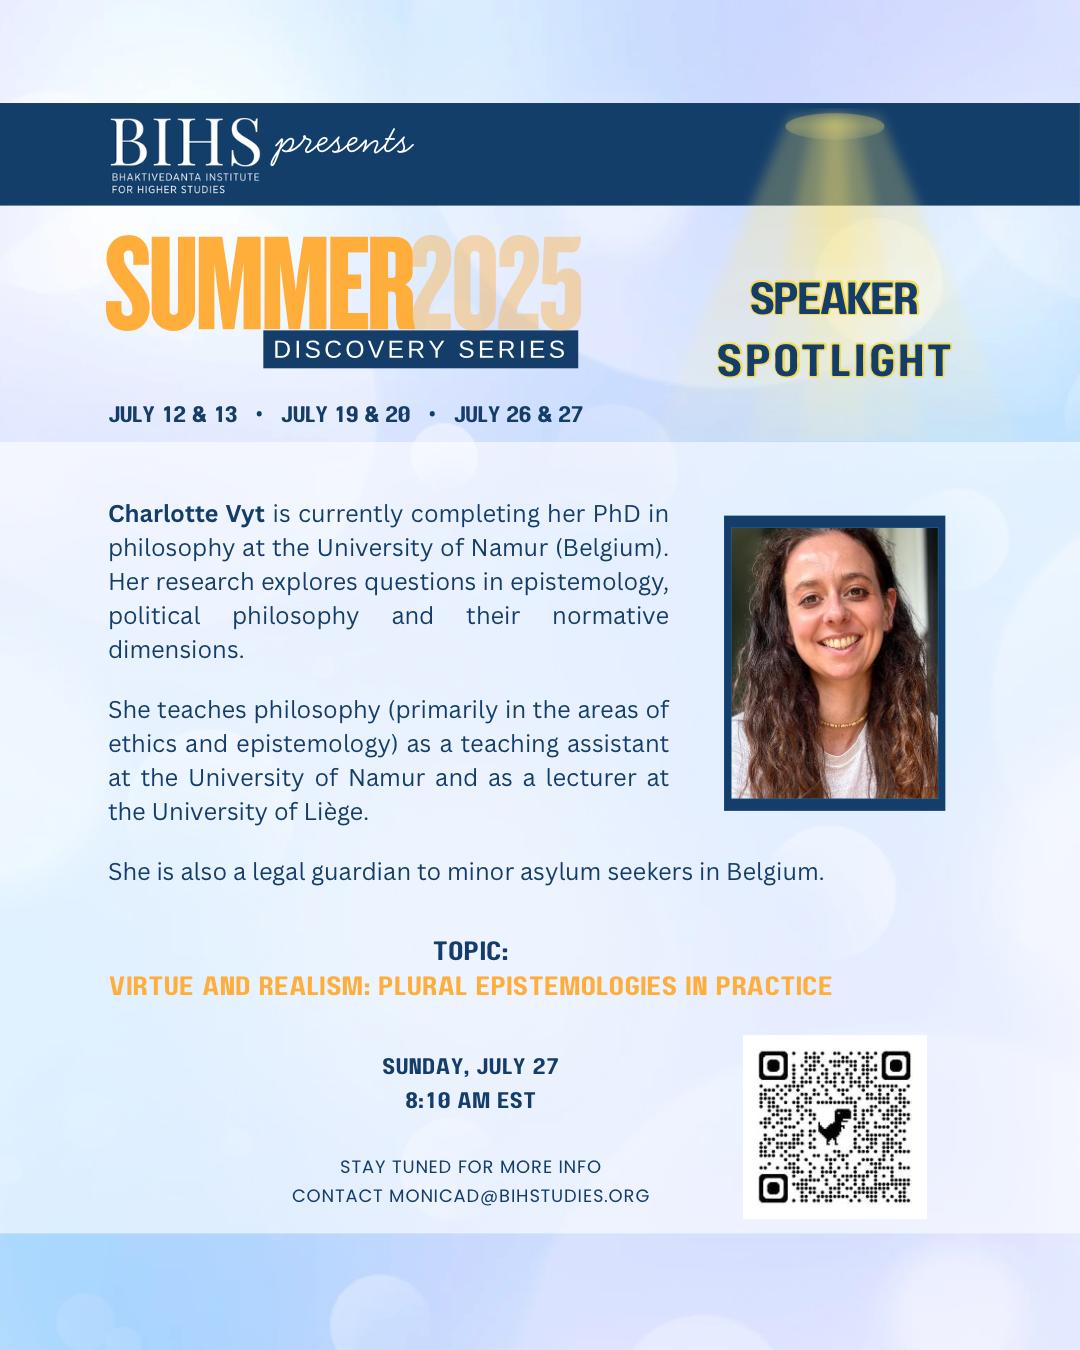 BIHS presents
BHAKTIVEDANTA INSTITUTE
FOR HIGHER STUDIES
SUMMER2025
DISCOVERY SERIES
JULY 12 & 13 • JULY 19 & 20 • JULY 26 & 27
SPEAKER
SPOTLIGHT
Charlotte Vyt is currently completing her PhD in
philosophy at the University of Namur (Belgium).
Her research explores questions in epistemology,
political philosophy and their normative
dimensions.
She teaches philosophy (primarily in the areas of
ethics and epistemology) as a teaching assistant
at the University of Namur and as a lecturer at
the University of Liège.
She is also a legal guardian to minor asylum seekers in Belgium.
TOPIC:
VIRTUE AND REALISM: PLURAL EPISTEMOLOGIES IN PRACTICE
SUNDAY, JULY 27
8:10 AM EST
STAY TUNED FOR MORE INFO
CONTACT MONICAD@BIHSTUDIES.ORG